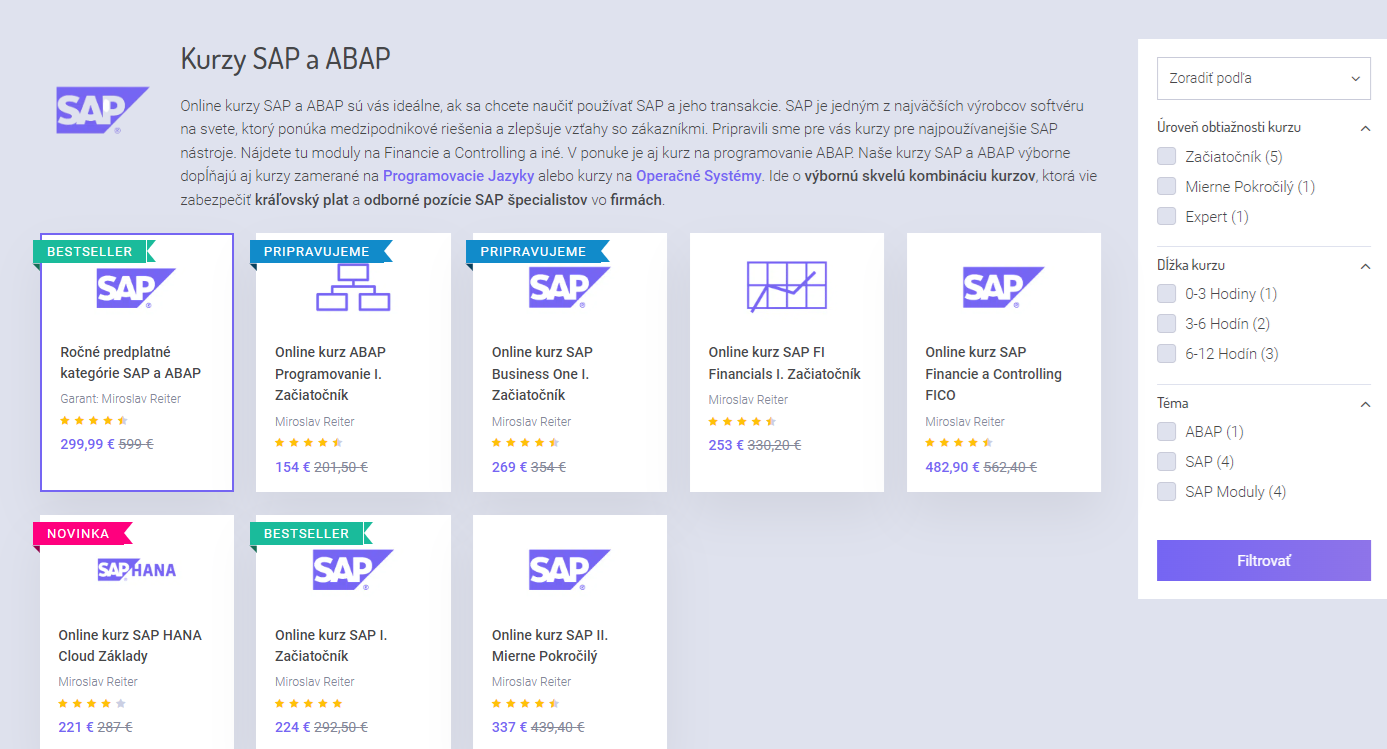 Kurzy SAP a ABAP
SAP
Online kurzy SAP a ABAP sú vás ideálne, ak sa chcete naučiť používať SAP a jeho transakcie. SAP je jedným z najväčších výrobcov softvéru
na svete, ktorý ponúka medzipodnikové riešenia a zlepšuje vzťahy so zákazníkmi. Pripravili sme pre vás kurzy pre najpoužívanejšie SAP
nástroje. Nájdete tu moduly na Financie a Controlling a iné. V ponuke je aj kurz na programovanie ABAP. Naše kurzy SAP a ABAP výborne
dopĺňajú aj kurzy zamerané na Programovacie Jazyky alebo kurzy na Operačné Systémy. Ide o výbornú skvelú kombináciu kurzov, ktorá vie
zabezpečiť kráľovský plat a odborné pozície SAP špecialistov vo firmách.
BESTSELLER
SAP
Ročné predplatné
kategórie SAP a ABAP
Garant: Miroslav Reiter
299,99 € 599 €
PRIPRAVUJEME
Online kurz ABAP
Programovanie I.
Začiatočník
Miroslav Reiter
154 € 201,50 €
PRIPRAVUJEME
SAP
Online kurz SAP
Business One I.
Začiatočník
Miroslav Reiter
269 € 354 €
Online kurz SAP FI
Financials I. Začiatočník
Miroslav Reiter
253 € 330,20 €
SAP
Online kurz SAP
Financie a Controlling
FICO
Miroslav Reiter
482,90 € 562,40 €
NOVINKA
SAP HANA
Online kurz SAP HANA
Cloud Základy
Miroslav Reiter
221 € 287 €
BESTSELLER
SAP
Online kurz SAP I.
Začiatočník
Miroslav Reiter
224 € 292,50 €
SAP
Online kurz SAP II.
Mierne Pokročilý
Miroslav Reiter
337 € 439,40 €
Zoradiť podľa
Úroveň obtiažnosti kurzu
Začiatočník (5)
Mierne Pokročilý (1)
Expert (1)
Dĺžka kurzu
0-3 Hodiny (1)
3-6 Hodín (2)
6-12 Hodín (3)
Téma
ABAP (1)
SAP (4)
SAP Moduly (4)
Filtrovať